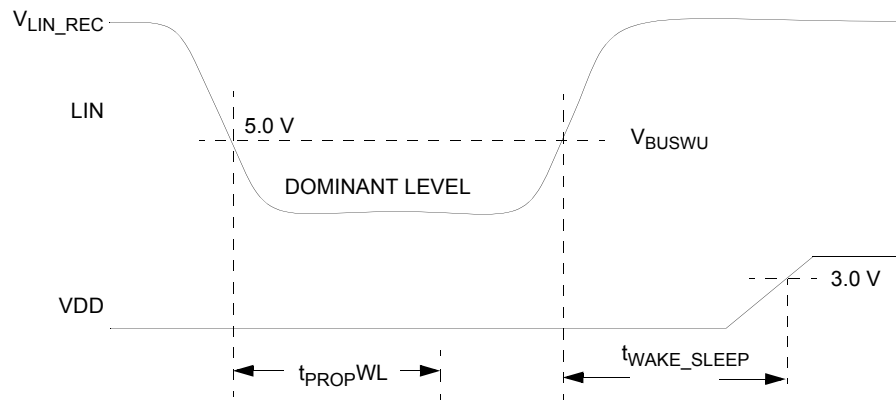 VLIN_REC
LIN
5.0 V
VBUSWU
DOMINANT LEVEL
VDD
3.0 V
tPROPWL
tWAKE_SLEEP